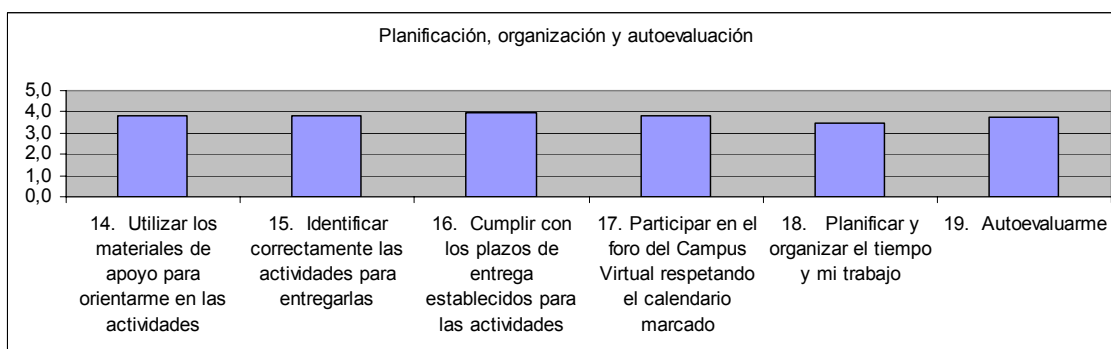 Planificación, organización y autoevaluación
5,0
4,0
3,0
2,0
1,0
0,0
14. Utilizar los
materiales de
apoyo para
orientarme en las
actividades
15. Identificar
correctamente las
actividades para
entregarlas
16. Cumplir con
los plazos de
entrega
establecidos para
las actividades
17. Participar en el
foro del Campus
Virtual respetando
el calendario
marcado
18. Planificar y
organizar el tiempo
y mi trabajo
19. Autoevaluarme